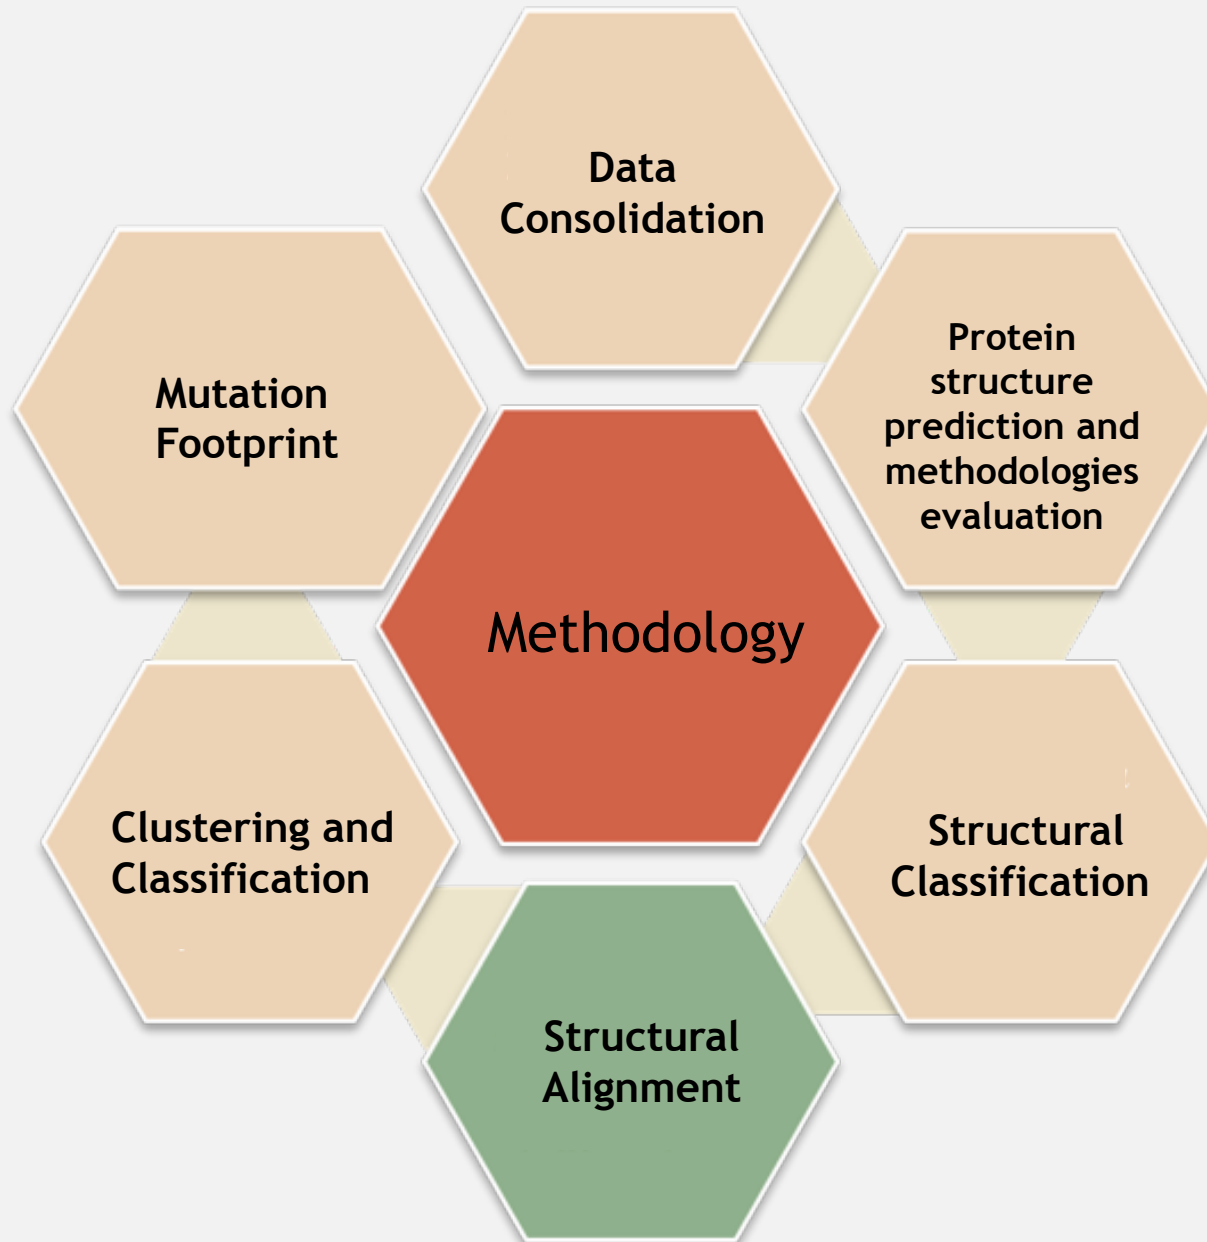 Data
Consolidation
Protein
structure
prediction and
methodologies
evaluation
Mutation
Footprint
Methodology
Structural
Classification
Clustering and
Classification
Structural
Alignment